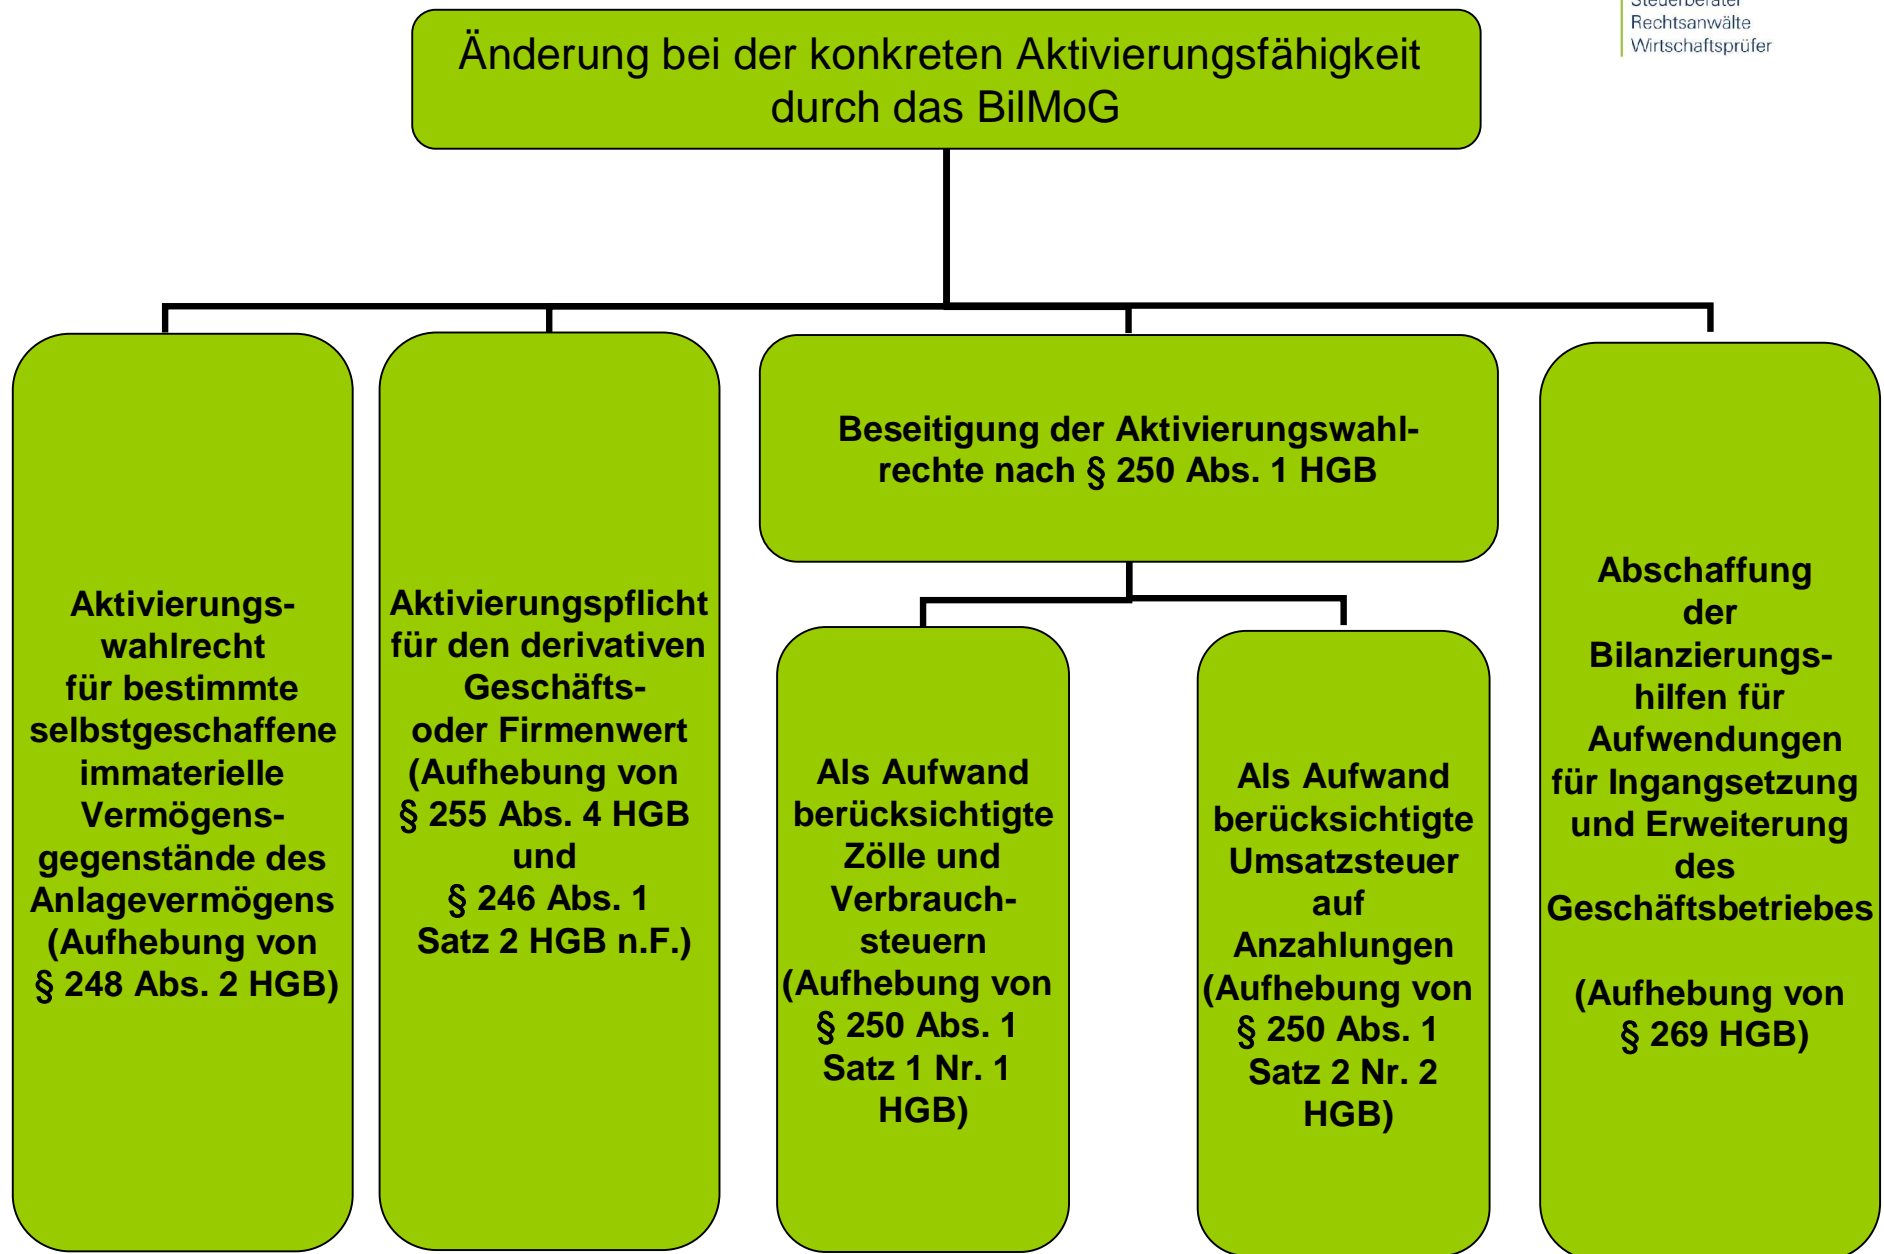 Steuerberater
Rechtsanwälte
Wirtschaftsprüfer
Änderung bei der konkreten Aktivierungsfähigkeit
durch das BilMoG
Aktivierungs-
wahlrecht
für bestimmte
selbstgeschaffene
immaterielle
Vermögens-
gegenstände des
Anlagevermögens
(Aufhebung von
§ 248 Abs. 2 HGB)
Aktivierungspflicht
für den derivativen
Geschäfts-
oder Firmenwert
(Aufhebung von
§ 255 Abs. 4 HGB
und
§ 246 Abs. 1
Satz 2 HGB n.F.)
Beseitigung der Aktivierungswahl-
rechte nach § 250 Abs. 1 HGB
Als Aufwand
berücksichtigte
Zölle und
Verbrauch-
steuern
(Aufhebung von
§ 250 Abs. 1
Satz 1 Nr. 1
HGB)
Als Aufwand
berücksichtigte
Umsatzsteuer
auf
Anzahlungen
(Aufhebung von
§ 250 Abs. 1
Satz 2 Nr. 2
HGB)
Abschaffung
der
Bilanzierungs-
hilfen für
Aufwendungen
für Ingangsetzung
und Erweiterung
des
Geschäftsbetriebes
(Aufhebung von
§ 269 HGB)